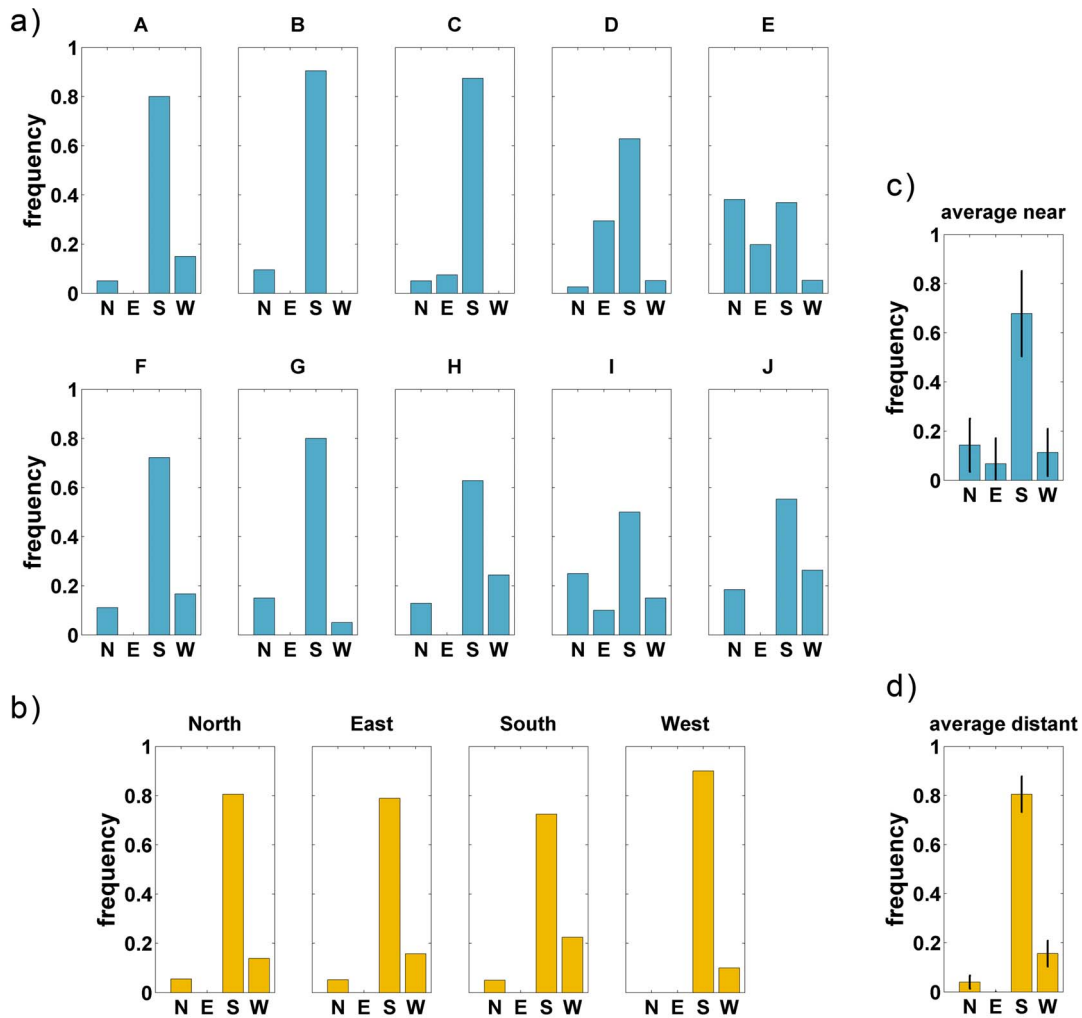 a)
A B C D E
1
0.8
0.6
0.4
0.2
0
frequency
N E S W N E S W N E S W N E S W N E S W
F G H I J
1
0.8
0.6
0.4
0.2
0
frequency
N E S W N E S W N E S W N E S W N E S W
b)
North East South West
1
0.8
0.6
0.4
0.2
0
frequency
N E S W N E S W N E S W N E S W
c)
average near
1
0.8
0.6
0.4
0.2
0
frequency
N E S W
d)
average distant
1
0.8
0.6
0.4
0.2
0
frequency
N E S W